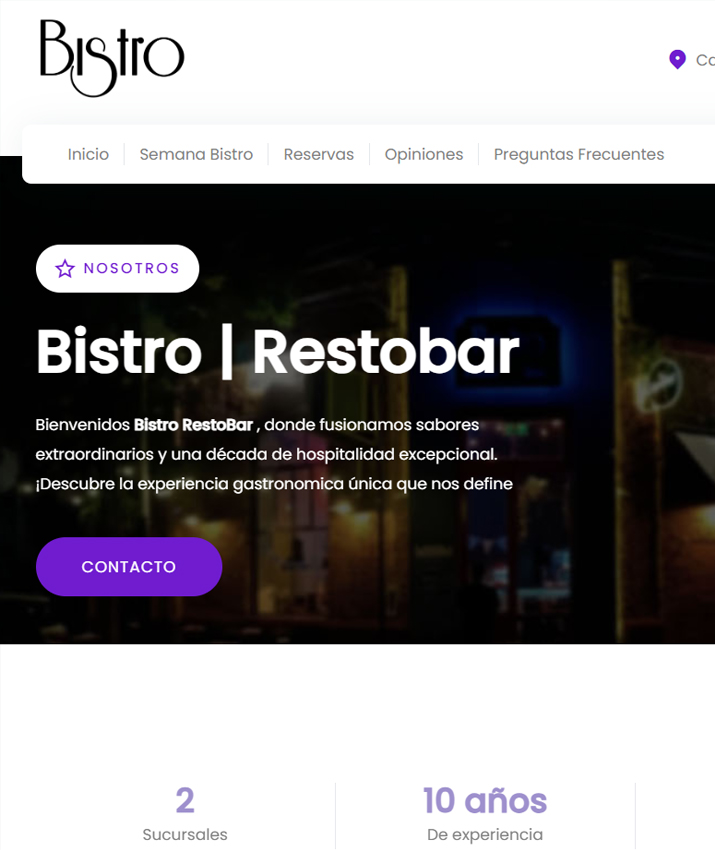 Bistro
Inicio
Semana Bistro
Reservas
Opiniones
Preguntas Frecuentes
NOSOTROS
Bistro | Restobar
Bienvenidos Bistro RestoBar , donde fusionamos sabores
extraordinarios y una década de hospitalidad excepcional.
¡Descubre la experiencia gastronomica única que nos define
CONTACTO
2
Sucursales
10 años
De experiencia